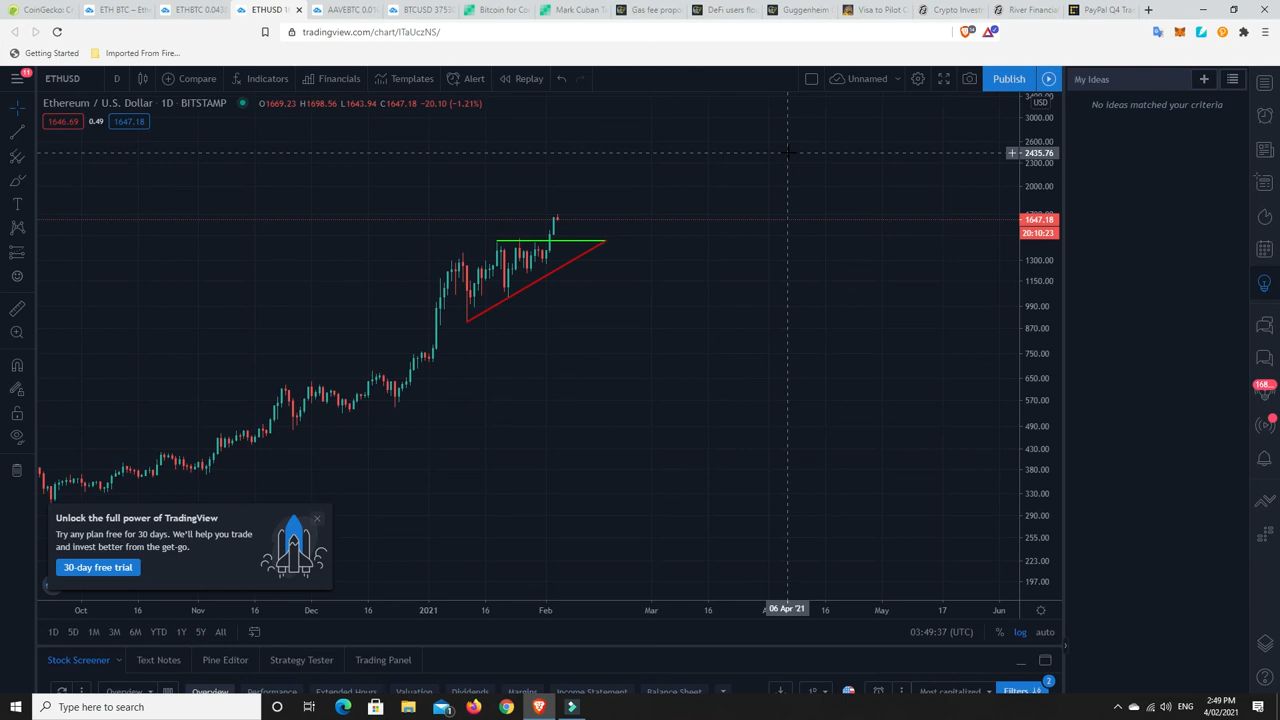 CoinGecko: C
ETH BTC –
ETHBTC 0.043
ETHUSD 16
AAVEBTC 0.01
BTCUSD 3753
Bitcoin for C
Mark Cuban
Gas fee propo
DeFi users flo
Guggenheim
Visa to Pilot C
Crypto Investi
River Financial
PayPal Q4 Tran
tradingview.com/chart/ITaUczNS/
Getting Started
Imported From Fire...
11
ETHUSD
D
Compare
Indicators
Financials
Templates
Alert
Replay
Unnamed
Publish
My Ideas
Ethereum / U.S. Dollar · 1D · BITSTAMP
O1669.23 H1698.56 L1643.94 C1647.18 −20.10 (−1.21%)
USD
No ideas matched your criteria
1646.69
0.49
1647.18
3000.00
2600.00
2435.76
2300.00
2000.00
1647.18
20:10:23
1300.00
1150.00
990.00
870.00
750.00
650.00
570.00
490.00
430.00
380.00
330.00
290.00
255.00
223.00
197.00
168...
Unlock the full power of TradingView
Try any plan free for 30 days. We'll help you trade
and invest better from the get-go.
30-day free trial
Oct
16
Nov
16
Dec
16
2021
16
Feb
Mar
16
06 Apr '21
16
May
17
Jun
1D
5D
1M
3M
6M
YTD
1Y
5Y
All
03:49:37 (UTC)
%
log
auto
Stock Screener
Text Notes
Pine Editor
Strategy Tester
Trading Panel
Overview
Overview
Performance
Extended Hours
Valuation
Dividends
Margins
Income Statement
Balance Sheet
Most capitalized
Filters
2
Type here to search
ENG
2:49 PM
4/02/2021